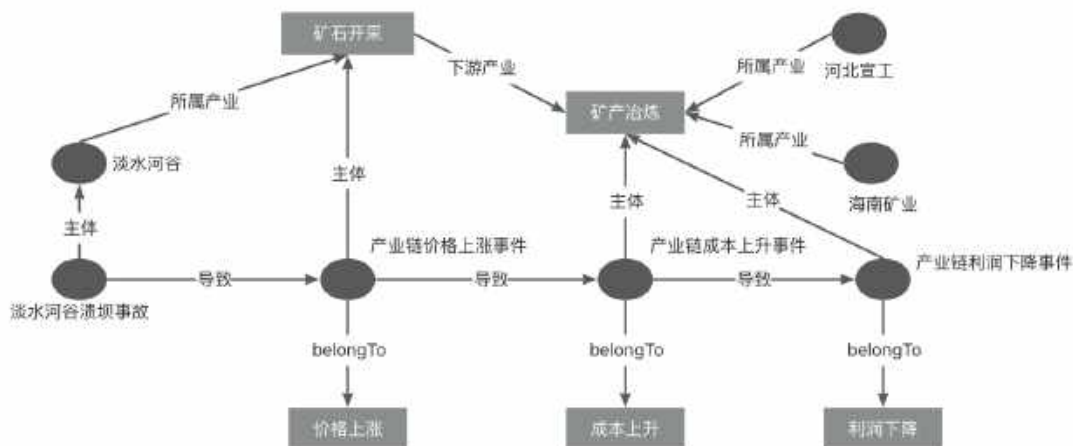 矿石开采
河北宣工
下游产业
所属产业
所属产业
矿产冶炼
淡水河谷
主体
所属产业
海南矿业
主体
主体
主体
产业链价格上涨事件
产业链成本上升事件
产业链利润下降事件
导致
导致
导致
淡水河谷溃坝事故
belongTo
belongTo
belongTo
价格上涨
成本上升
利润下降